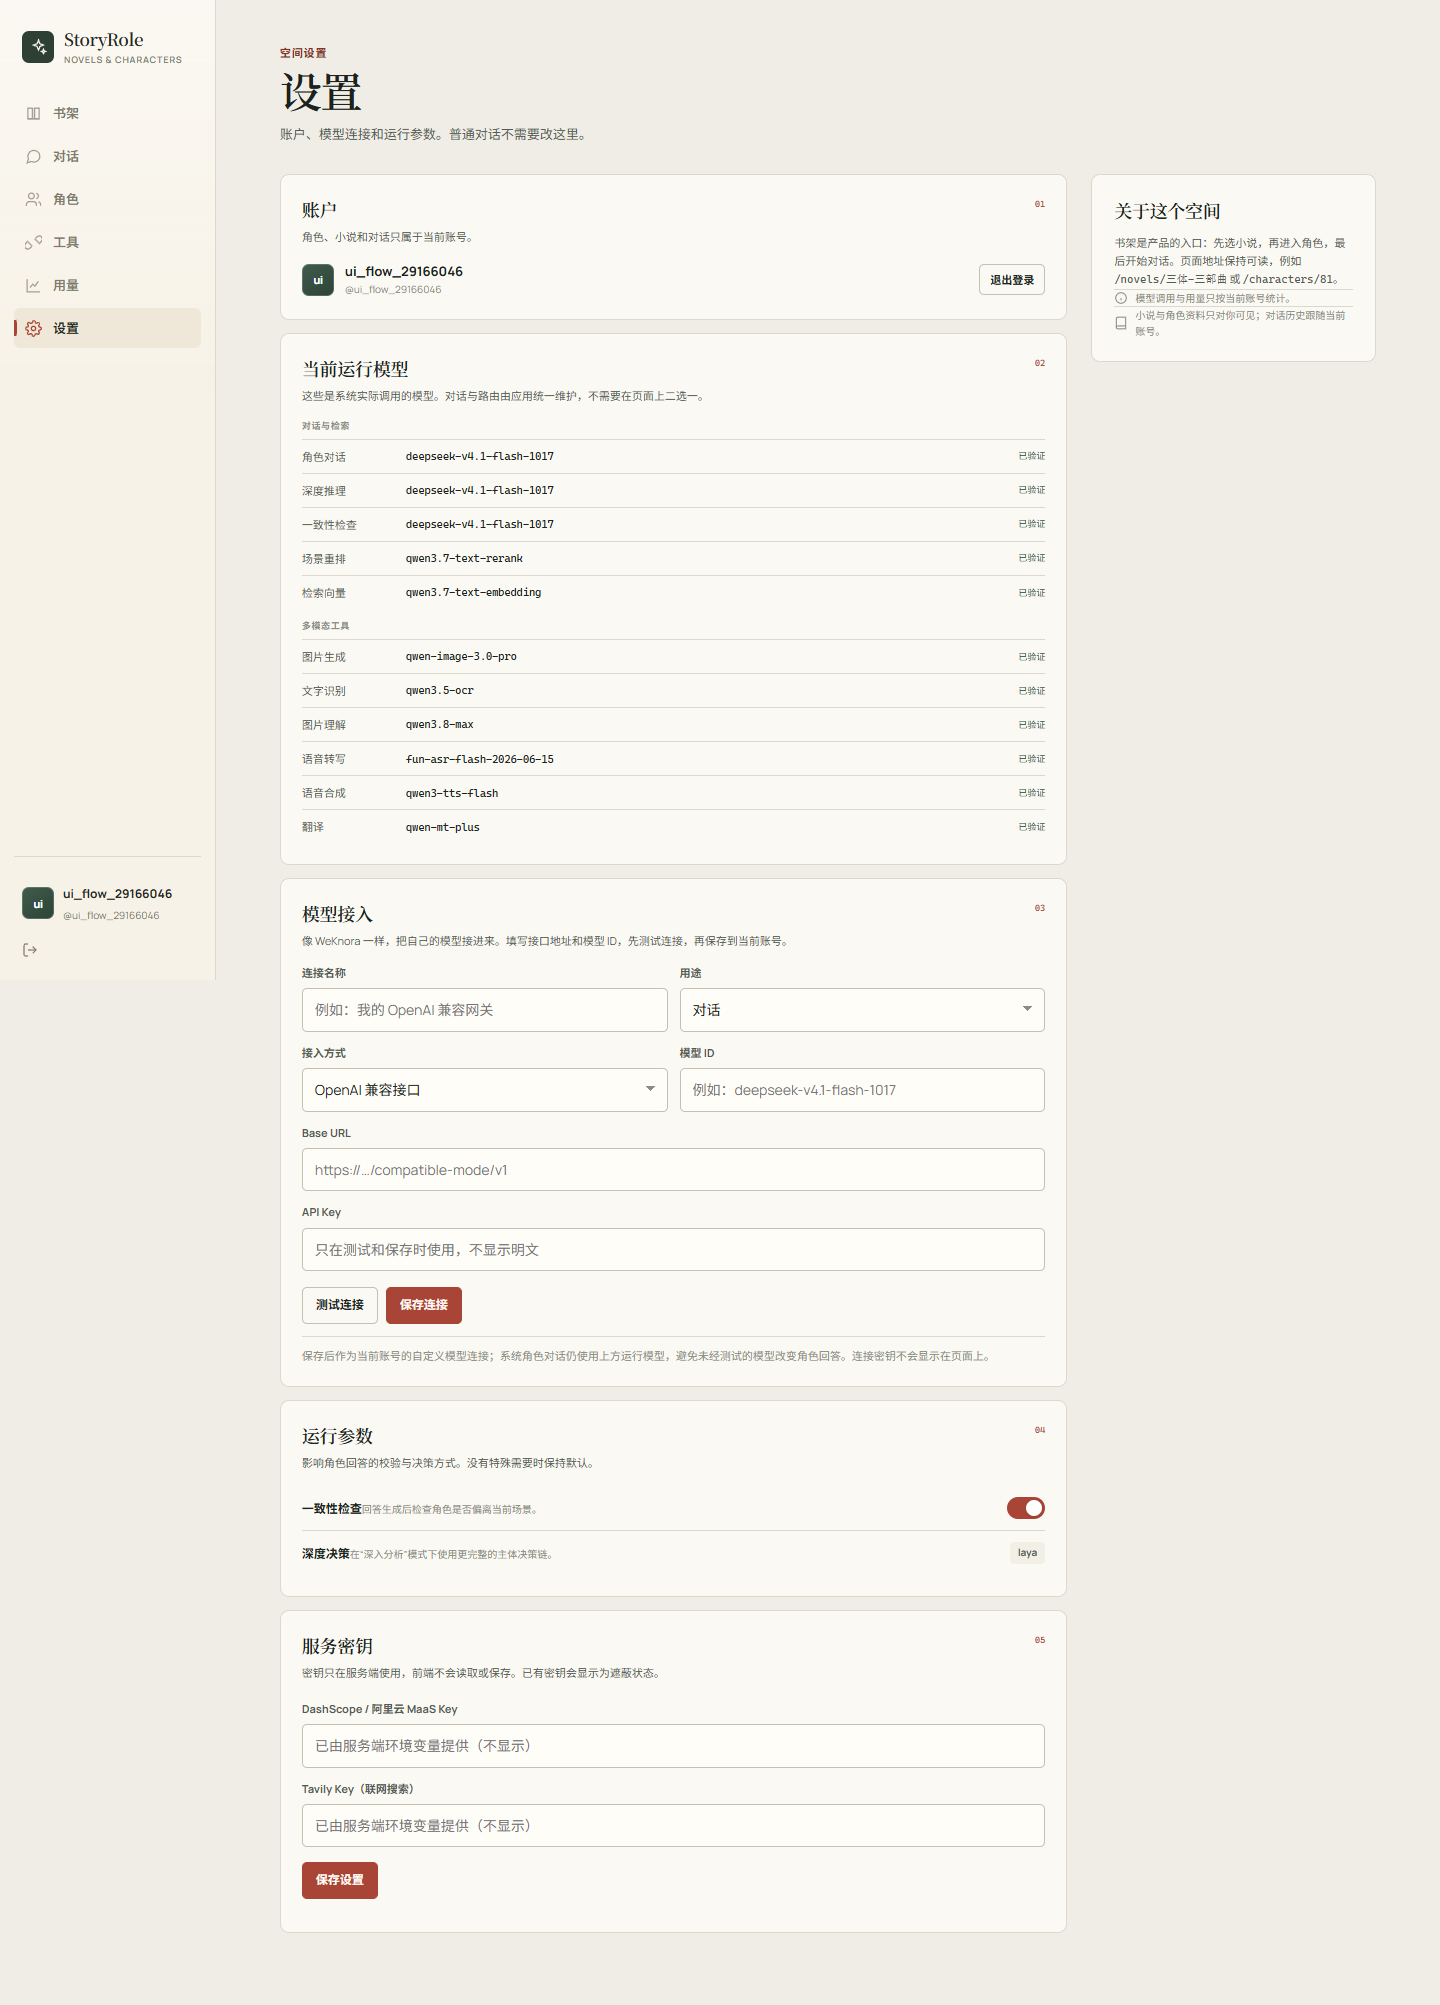 StoryRole
NOVELS & CHARACTERS
书架
对话
角色
工具
用量
设置
ui
ui_flow_29166046
@ui_flow_29166046
空间设置
设置
账户、模型连接和运行参数。普通对话不需要改这里。
账户
01
角色、小说和对话只属于当前账号。
ui
ui_flow_29166046
@ui_flow_29166046
退出登录
当前运行模型
02
这些是系统实际调用的模型。对话与路由由应用统一维护，不需要在页面上二选一。
对话与检索
角色对话 deepseek-v4.1-flash-1017 已验证
深度推理 deepseek-v4.1-flash-1017 已验证
一致性检查 deepseek-v4.1-flash-1017 已验证
场景重排 qwen3.7-text-rerank 已验证
检索向量 qwen3.7-text-embedding 已验证
多模态工具
图片生成 qwen-image-3.0-pro 已验证
文字识别 qwen3.5-ocr 已验证
图片理解 qwen3.8-max 已验证
语音转写 fun-asr-flash-2026-06-15 已验证
语音合成 qwen3-tts-flash 已验证
翻译 qwen-mt-plus 已验证
模型接入
03
像 WeKnora 一样，把自己的模型接进来。填写接口地址和模型 ID，先测试连接，再保存到当前账号。
连接名称
例如：我的 OpenAI 兼容网关
用途
对话
接入方式
OpenAI 兼容接口
模型 ID
例如：deepseek-v4.1-flash-1017
Base URL
https://.../compatible-mode/v1
API Key
只在测试和保存时使用，不显示明文
测试连接
保存连接
保存后作为当前账号的自定义模型连接；系统角色对话仍使用上方运行模型，避免未经测试的模型改变角色回答。连接密钥不会显示在页面上。
运行参数
04
影响角色回答的校验与决策方式。没有特殊需要时保持默认。
一致性检查回答生成后检查角色是否偏离当前场景。
深度决策在“深入分析”模式下使用更完整的主体决策链。
laya
服务密钥
05
密钥只在服务端使用，前端不会读取或保存。已有密钥会显示为遮蔽状态。
DashScope / 阿里云 MaaS Key
已由服务端环境变量提供（不显示）
Tavily Key（联网搜索）
已由服务端环境变量提供（不显示）
保存设置
关于这个空间
书架是产品的入口：先选小说，再进入角色，最
后开始对话。页面地址保持可读，例如
/novels/三体-三部曲 或 /characters/81。
模型调用与用量只按当前账号统计。
小说与角色资料只对你可见；对话历史跟随当前
账号。